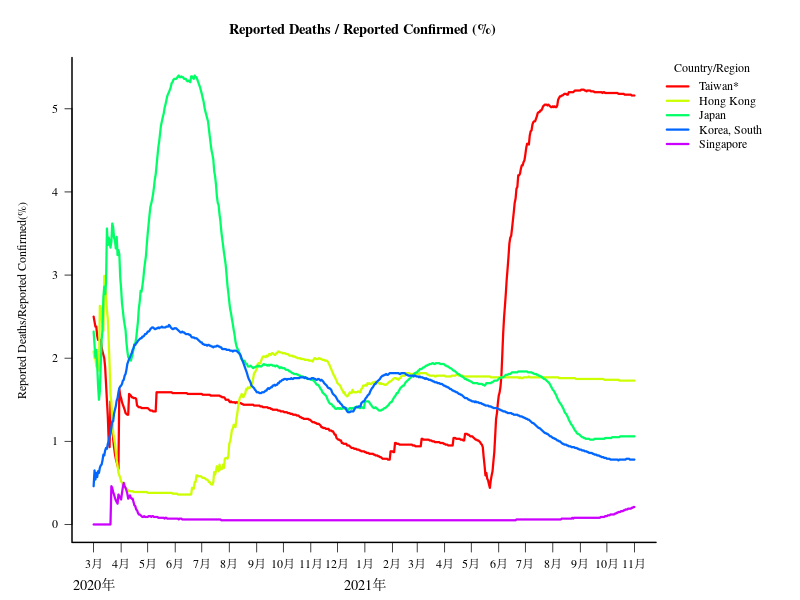 Reported Deaths / Reported Confirmed (%)
Country/Region
Taiwan*
Hong Kong
Japan
Korea, South
Singapore
Reported Deaths/Reported Confirmed(%)
5
4
3
2
1
0
3月 4月 5月 6月 7月 8月 9月 10月 11月 12月 1月 2月 3月 4月 5月 6月 7月 8月 9月 10月 11月
2020年 2021年